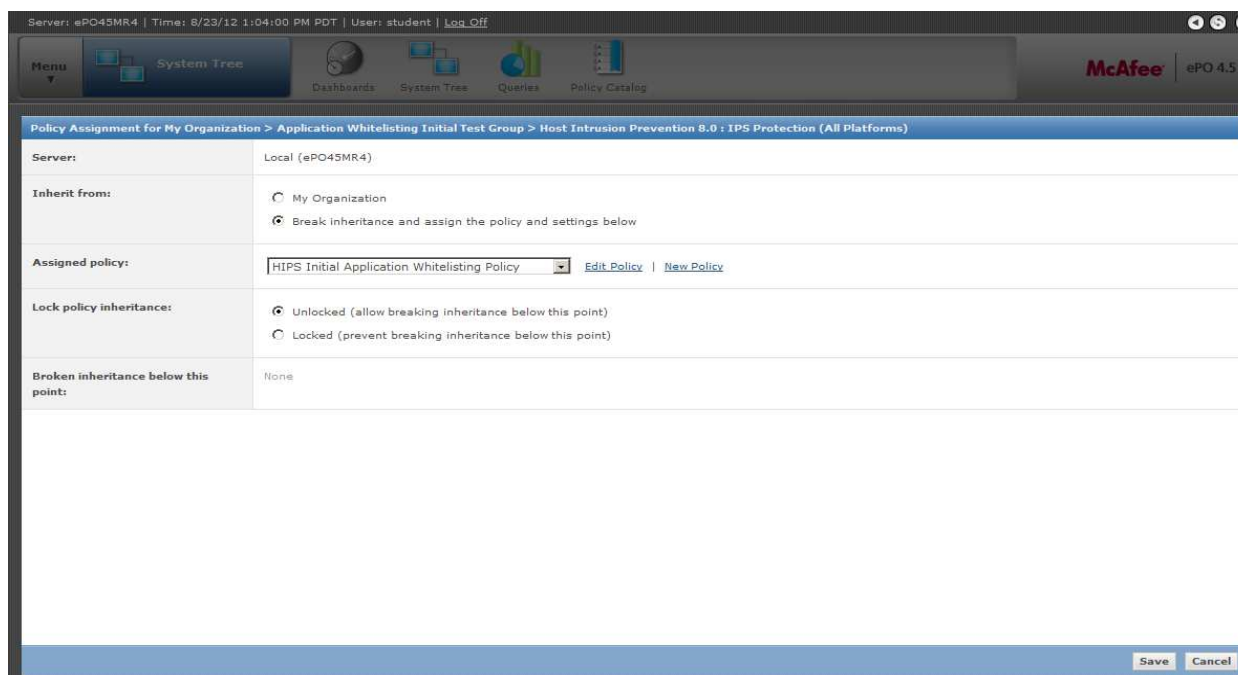 Server: ePO45MR4 | Time: 8/23/12 1:04:00 PM PDT | User: student | Log Off
Menu
System Tree
Dashboards
System Tree
Queries
Policy Catalog
McAfee
ePO 4.5
Policy Assignment for My Organization > Application Whitelisting Initial Test Group > Host Intrusion Prevention 8.0 : IPS Protection (All Platforms)
Server:
Local (ePO45MR4)
Inherit from:
My Organization
Break inheritance and assign the policy and settings below
Assigned policy:
HIPS Initial Application Whitelisting Policy
Edit Policy | New Policy
Lock policy inheritance:
Unlocked (allow breaking inheritance below this point)
Locked (prevent breaking inheritance below this point)
Broken inheritance below this
point:
None
Save
Cancel